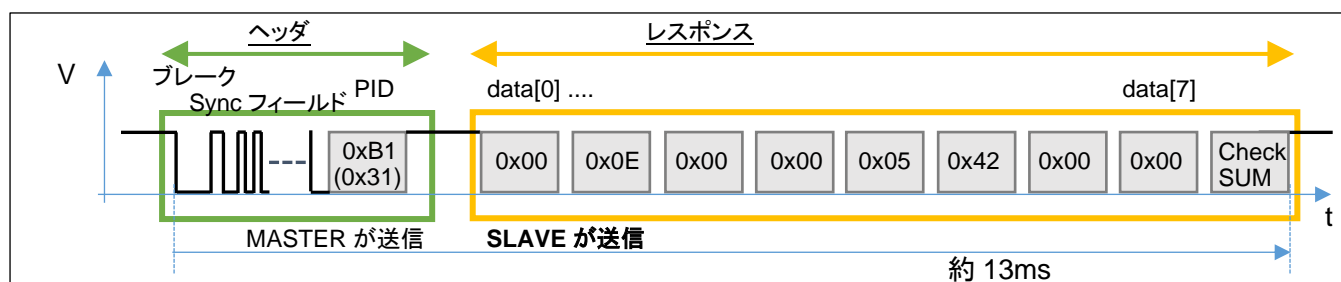 ヘッダ
レスポンス
V
ブレーク
Sync フィールド
PID
data[0] ....
data[7]
0xB1
(0x31)
0x00
0x0E
0x00
0x00
0x05
0x42
0x00
0x00
Check
SUM
t
MASTER が送信
SLAVE が送信
約 13ms